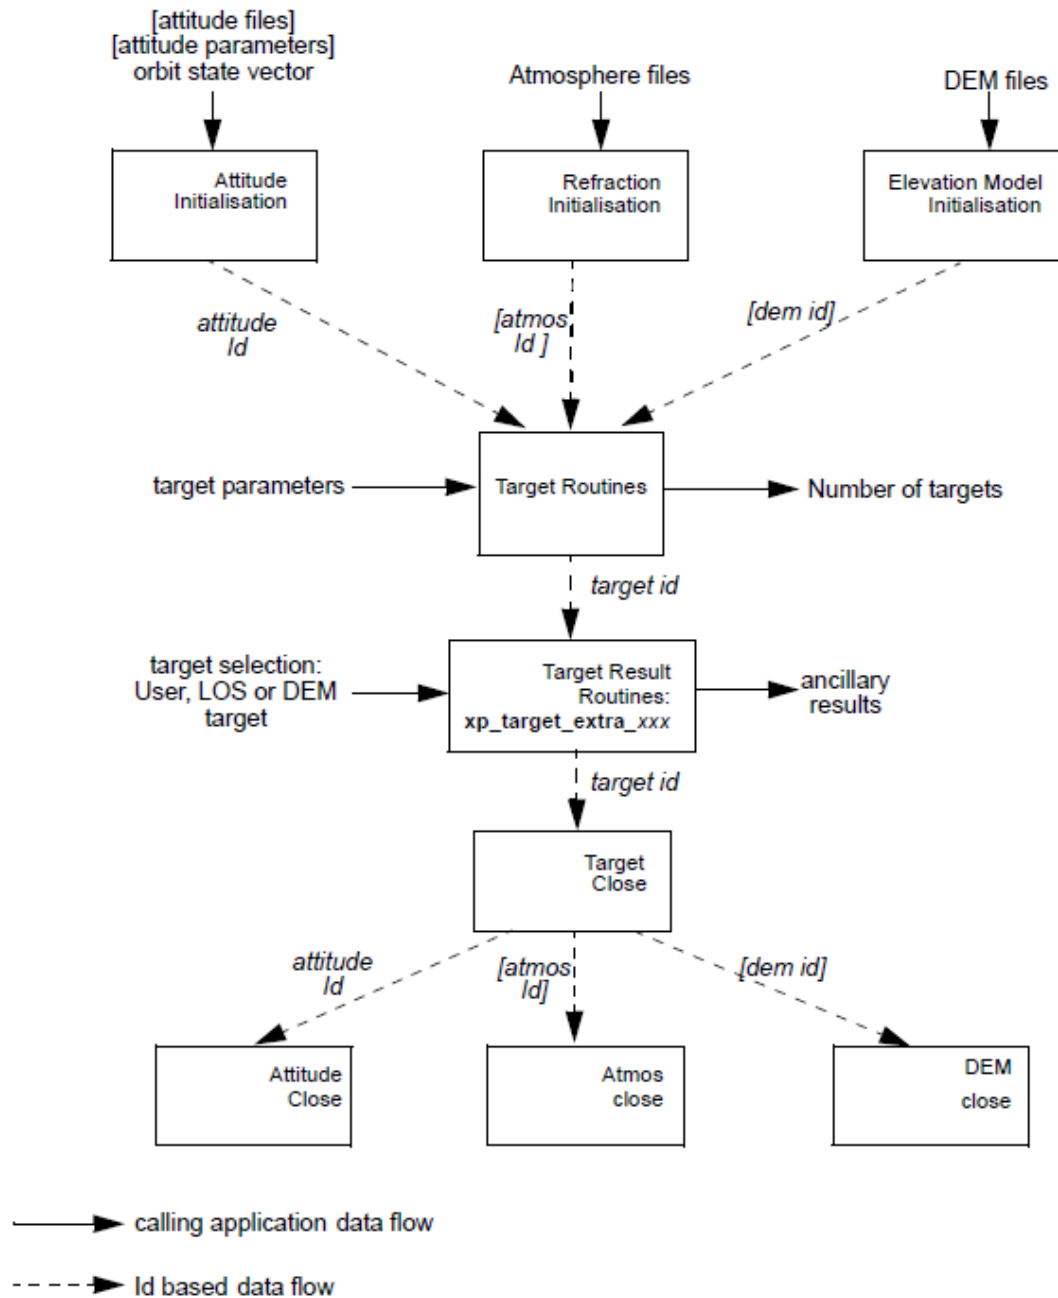 [attitude files]
[attitude parameters]
orbit state vector
Atmosphere files
DEM files
Attitude
Initialisation
Refraction
Initialisation
Elevation Model
Initialisation
attitude
Id
[atmos
Id ]
[dem id]
target parameters
Target Routines
Number of targets
target id
target selection:
User, LOS or DEM
target
Target Result
Routines:
xp_target_extra_xxx
ancillary
results
target id
Target
Close
attitude
Id
[atmos
Id]
[dem id]
Attitude
Close
Atmos
close
DEM
close
calling application data flow
Id based data flow